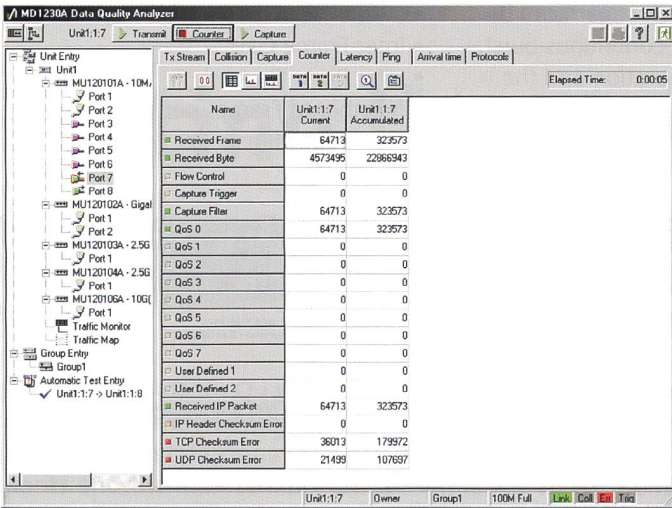 MD1230A Data Quality Analyzer
Unit1:1:7 Transmit Counter Capture
Unit Entry
Unit1
MU120101A - 10M/
Port 1
Port 2
Port 3
Port 4
Port 5
Port 6
Port 7
Port 8
MU120102A - Gigal
Port 1
Port 2
MU120103A - 2.5G
Port 1
MU120104A - 2.5G
Port 1
MU120106A - 10G(
Port 1
Traffic Monitor
Traffic Map
Group Entry
Group1
Automatic Test Entry
Unit1:1:7 -> Unit1:1:8
Tx Stream Collision Capture Counter Latency Ping Arrival time Protocols
Elapsed Time: 0:00:05
Name Unit1:1:7 Current Unit1:1:7 Accumulated
Received Frame 64713 323573
Received Byte 4573495 22866943
Flow Control 0 0
Capture Trigger 0 0
Capture Filter 64713 323573
QoS 0 64713 323573
QoS 1 0 0
QoS 2 0 0
QoS 3 0 0
QoS 4 0 0
QoS 5 0 0
QoS 6 0 0
QoS 7 0 0
User Defined 1 0 0
User Defined 2 0 0
Received IP Packet 64713 323573
IP Header Checksum Error 0 0
TCP Checksum Error 36013 179972
UDP Checksum Error 21499 107697
Unit1:1:7 Owner Group1 100M Full Link Coll Err Trig